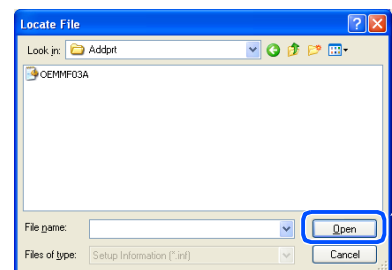 Locate File
Look in: Addprt
OEMMF03A
File name: Open
Files of type: Setup Information (*.inf) Cancel